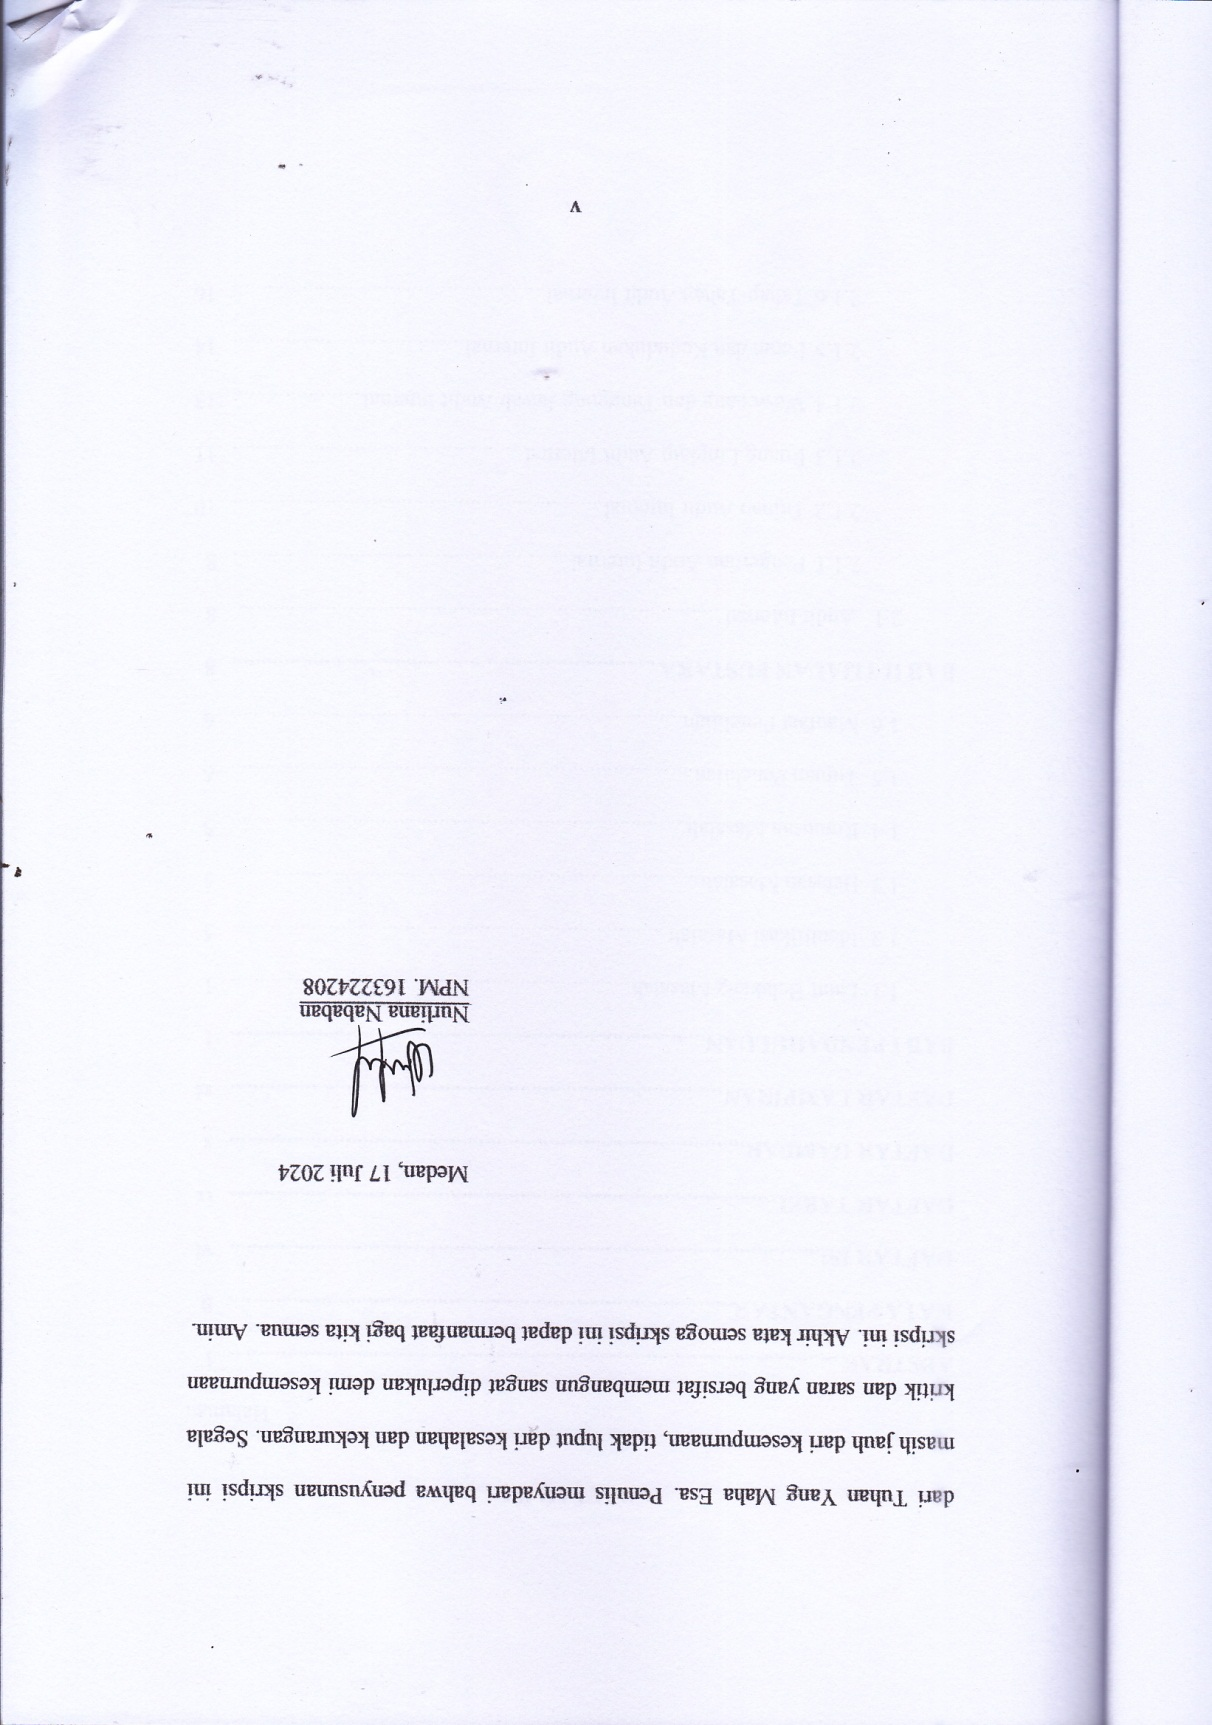 dari Tuhan Yang Maha Esa. Penulis menyadari bahwa penyusunan skripsi ini
masih jauh dari kesempurnaan, tidak luput dari kesalahan dan kekurangan. Segala
kritik dan saran yang bersifat membangun sangat diperlukan demi kesempurnaan
skripsi ini. Akhir kata semoga skripsi ini dapat bermanfaat bagi kita semua. Amin.
Medan, 17 Juli 2024
Nurliana Nababan
NPM. 163224208
v